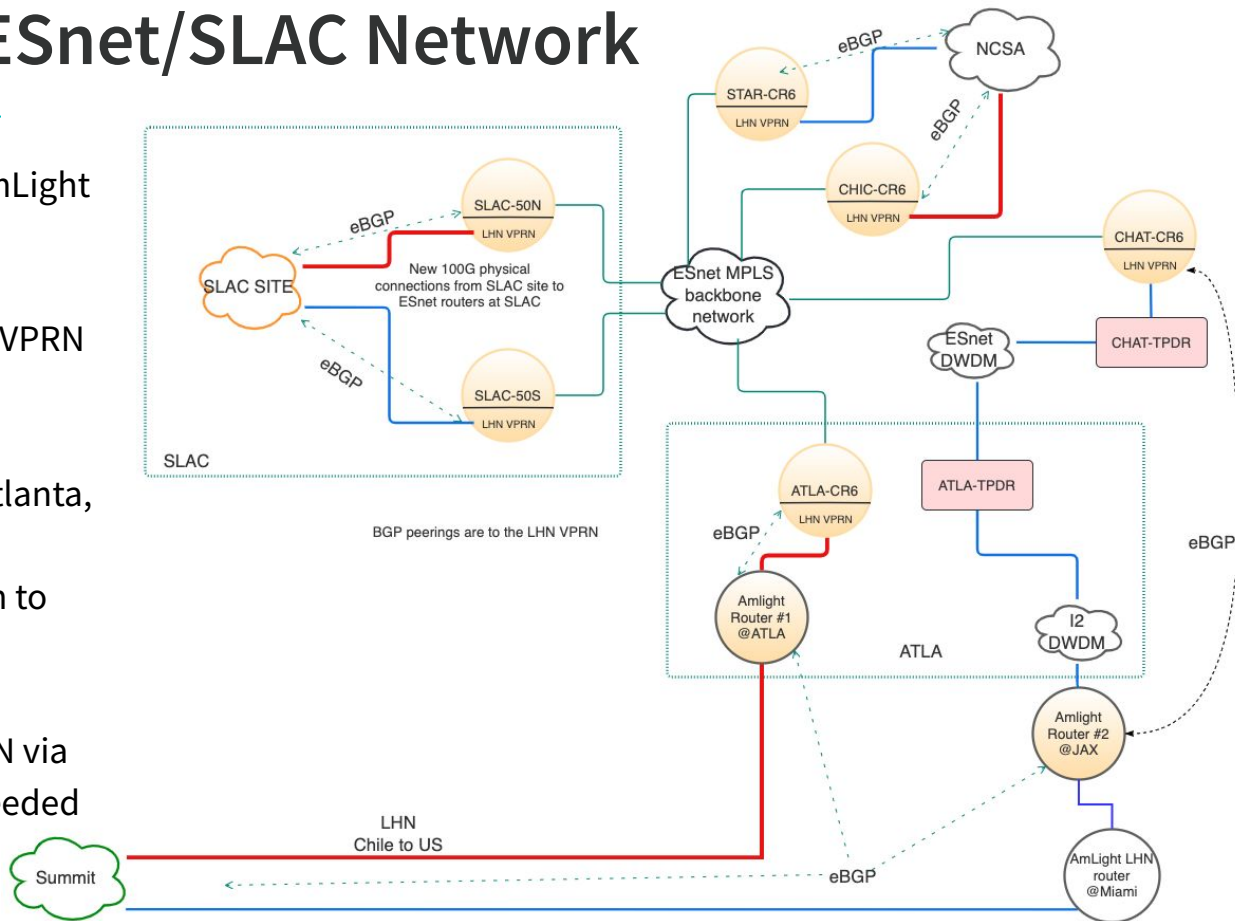 ESnet/SLAC Network
mLight
VPRN
tlanta,
n to
N via
eded
eBGP
NCSA
STAR-CR6
LHN VPRN
eBGP
CHIC-CR6
LHN VPRN
SLAC-50N
LHN VPRN
eBGP
SLAC SITE
New 100G physical
connections from SLAC site to
ESnet routers at SLAC
eBGP
SLAC-50S
LHN VPRN
SLAC
ESnet MPLS
backbone
network
CHAT-CR6
LHN VPRN
CHAT-TPDR
ESnet
DWDM
BGP peerings are to the LHN VPRN
ATLA-CR6
LHN VPRN
ATLA-TPDR
eBGP
eBGP
Amlight
Router #1
@ATLA
I2
DWDM
ATLA
Amlight
Router #2
@JAX
LHN
Chile to US
Summit
eBGP
AmLight LHN
router
@Miami